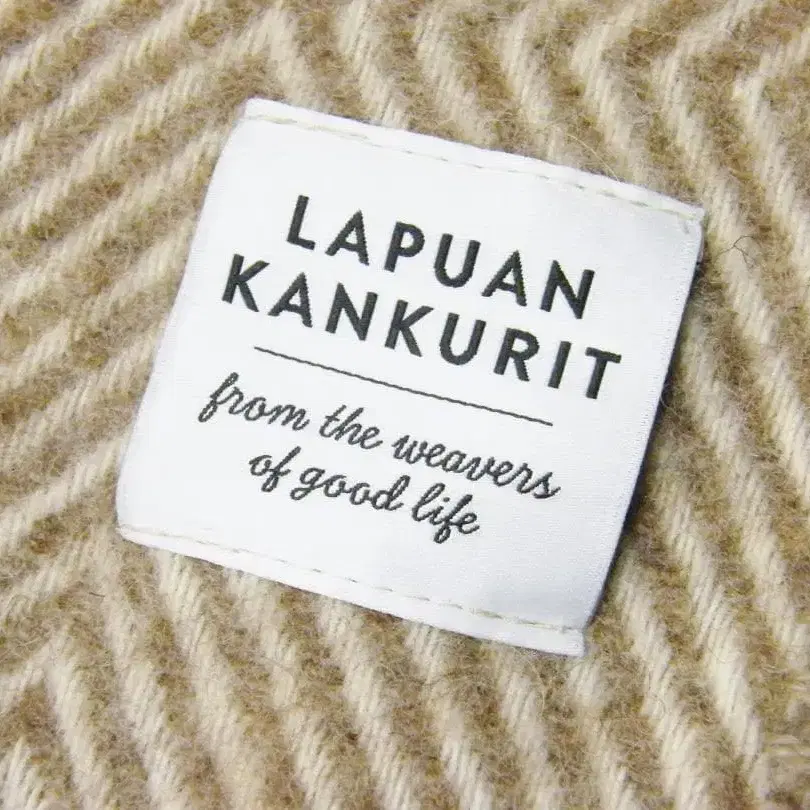 LAPUAN
KANKURIT
from the weavers
of good life